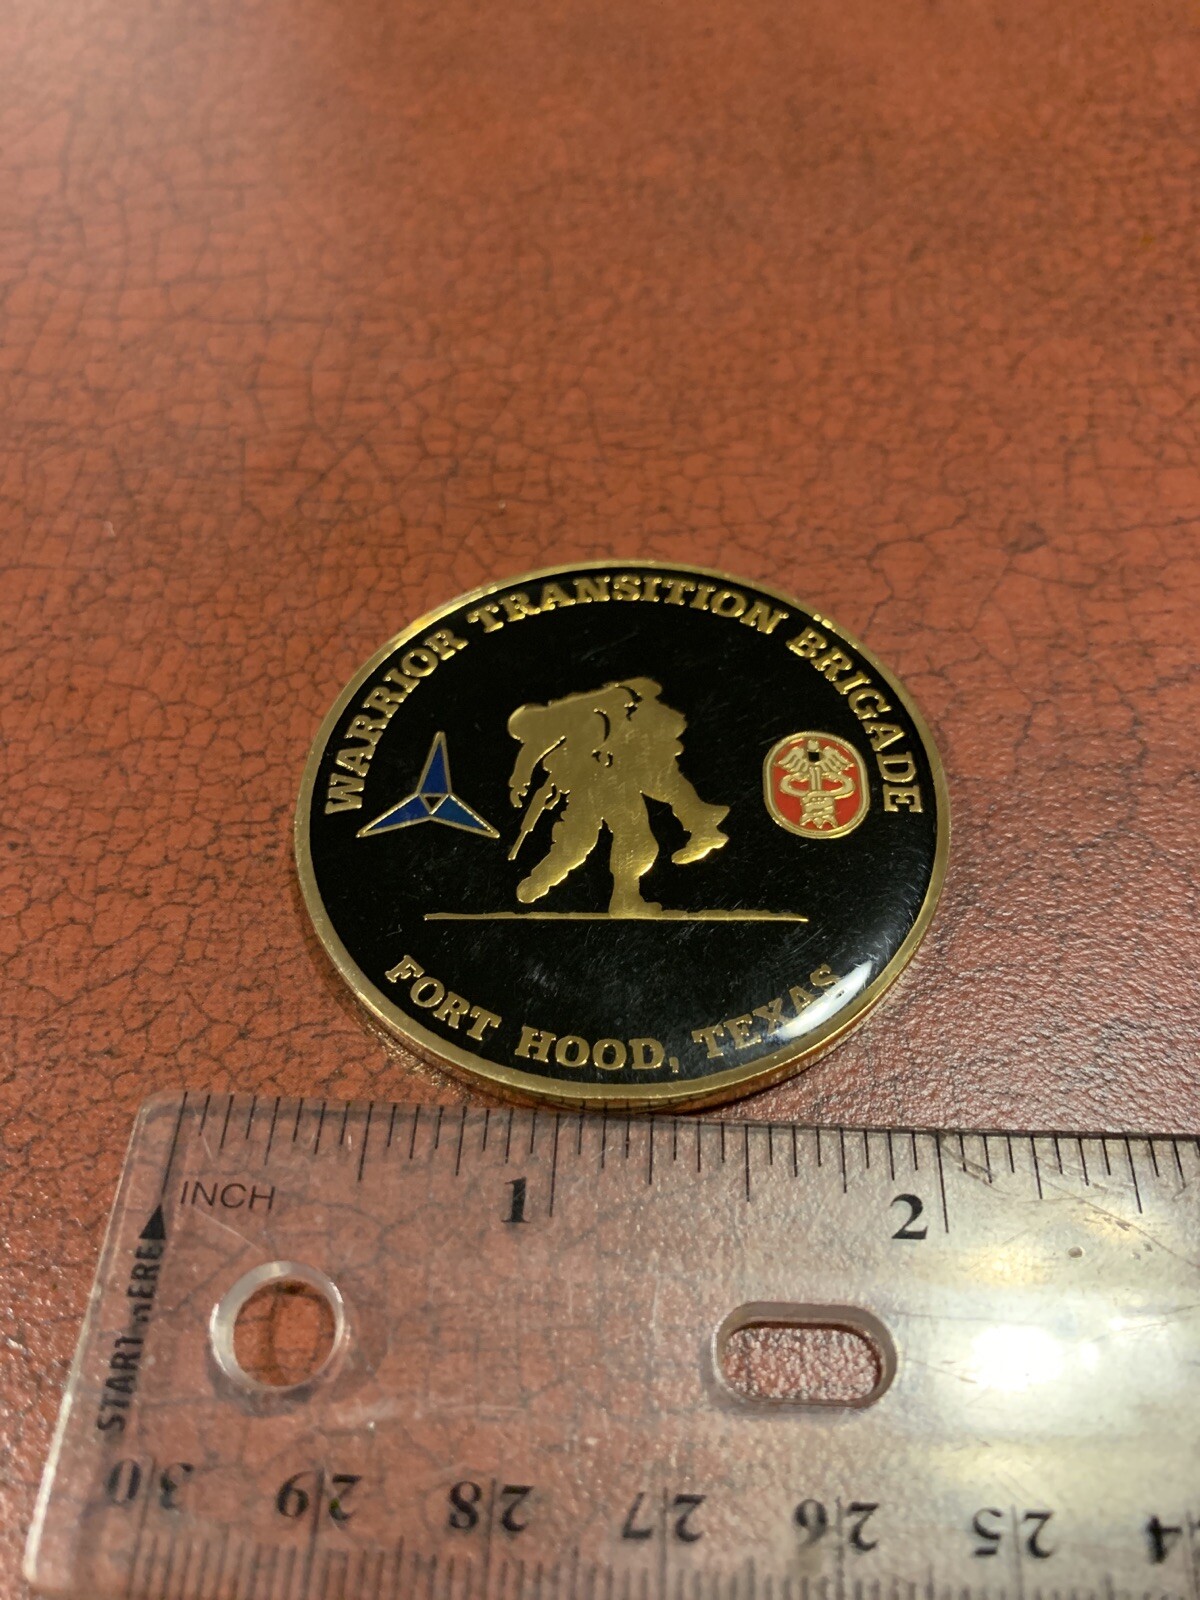 WARRIOR TRANSITION BRIGADE
FORT HOOD, TEXAS
INCH
1
2
START HERE
30
29
28
27
26
25